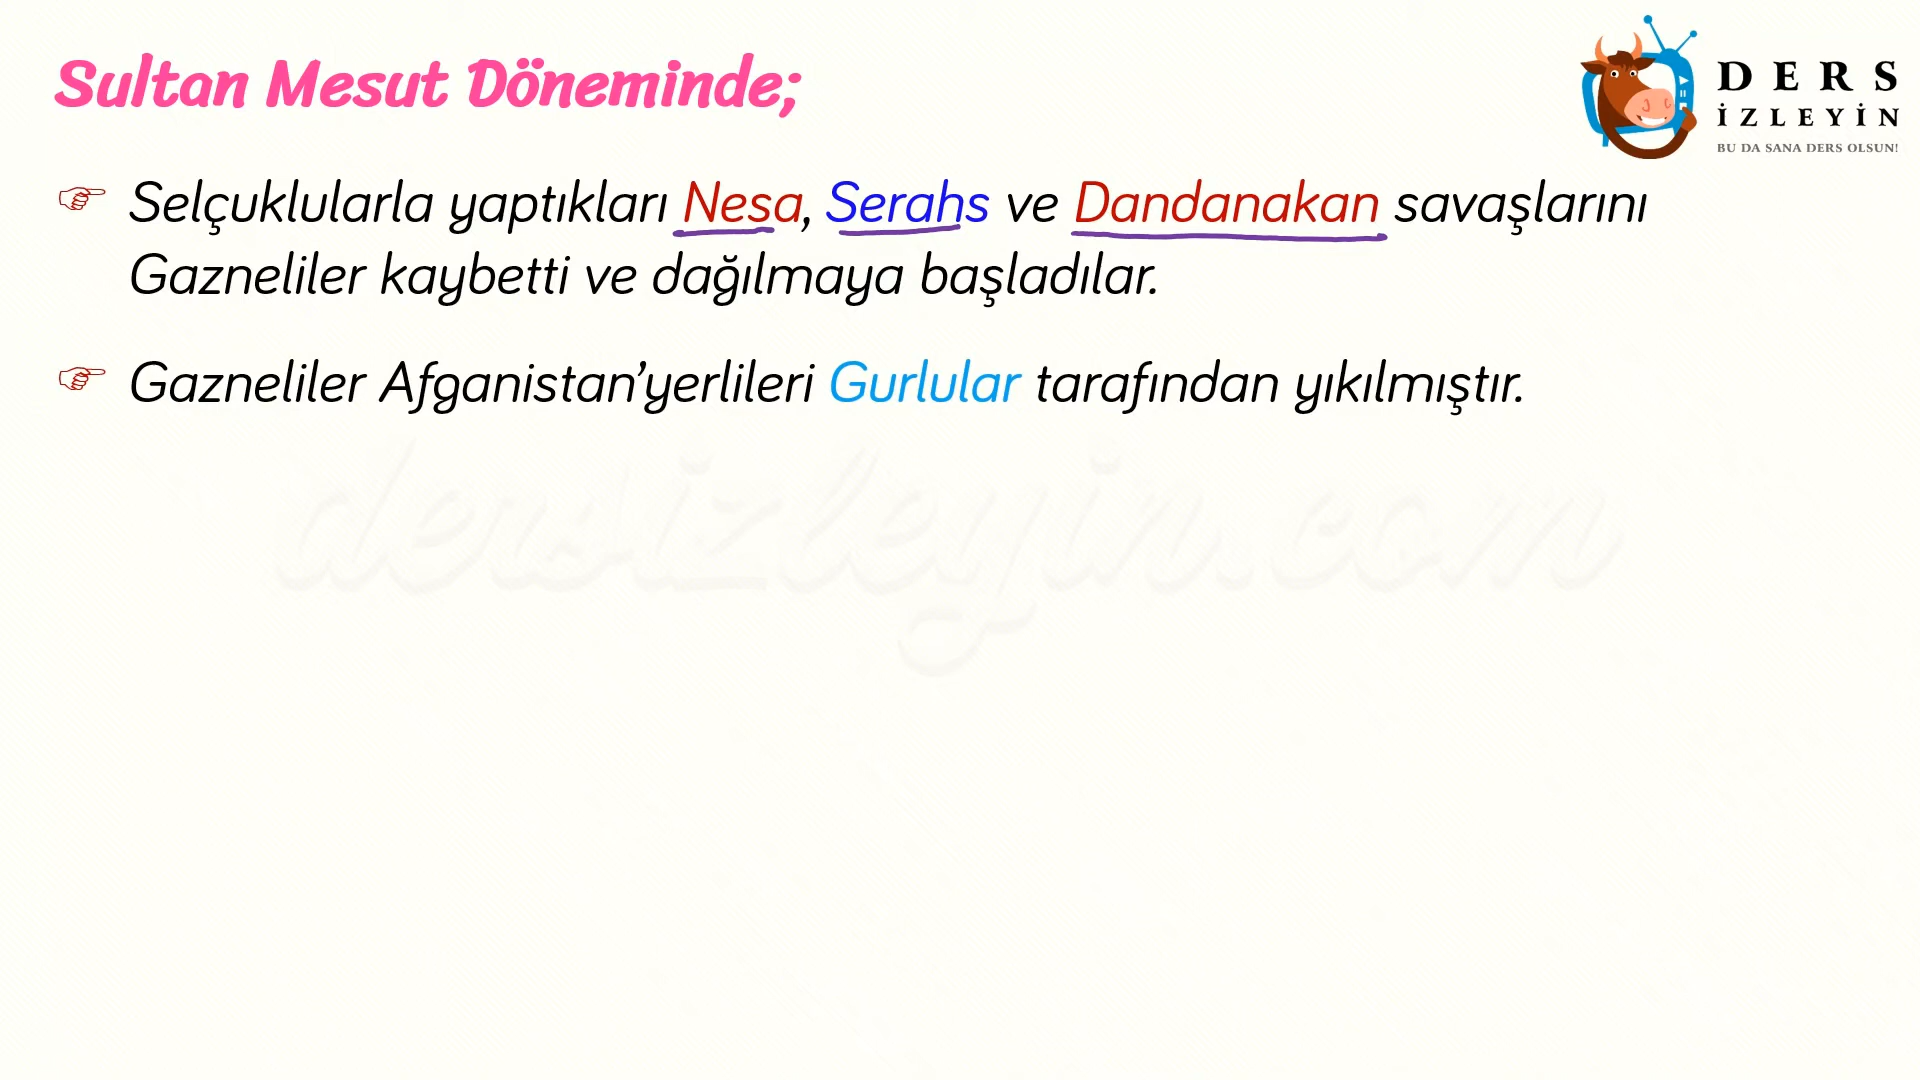 Sultan Mesut Döneminde;
DERS
İZLEYİN
BU DA SANA DERS OLSUN!
Selçuklularla yaptıkları Nesa, Serahs ve Dandanakan savaşlarını
Gazneliler kaybetti ve dağılmaya başladılar.
Gazneliler Afganistan’yerlileri Gurlular tarafından yıkılmıştır.
dersizleyin.com